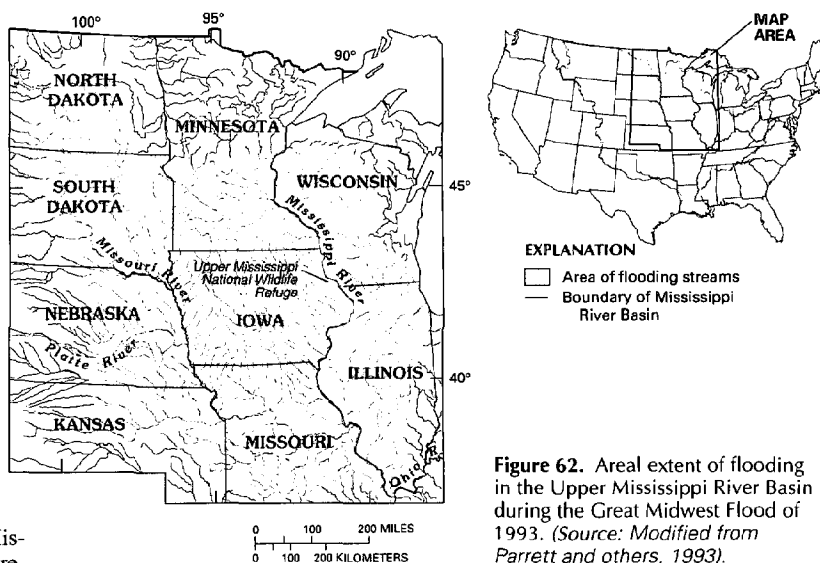 100°
95°
90°
NORTH
DAKOTA
MINNESOTA
SOUTH
DAKOTA
WISCONSIN
45°
Mississippi River
Missouri River
Upper Mississippi
National Wildlife
Refuge
NEBRASKA
IOWA
Platte River
ILLINOIS
40°
KANSAS
MISSOURI
Ohio R.
0 100 200 MILES
0 100 200 KILOMETERS
MAP
AREA
EXPLANATION
Area of flooding streams
Boundary of Mississippi
River Basin
Figure 62. Areal extent of flooding
in the Upper Mississippi River Basin
during the Great Midwest Flood of
1993. (Source: Modified from
Parrett and others, 1993).